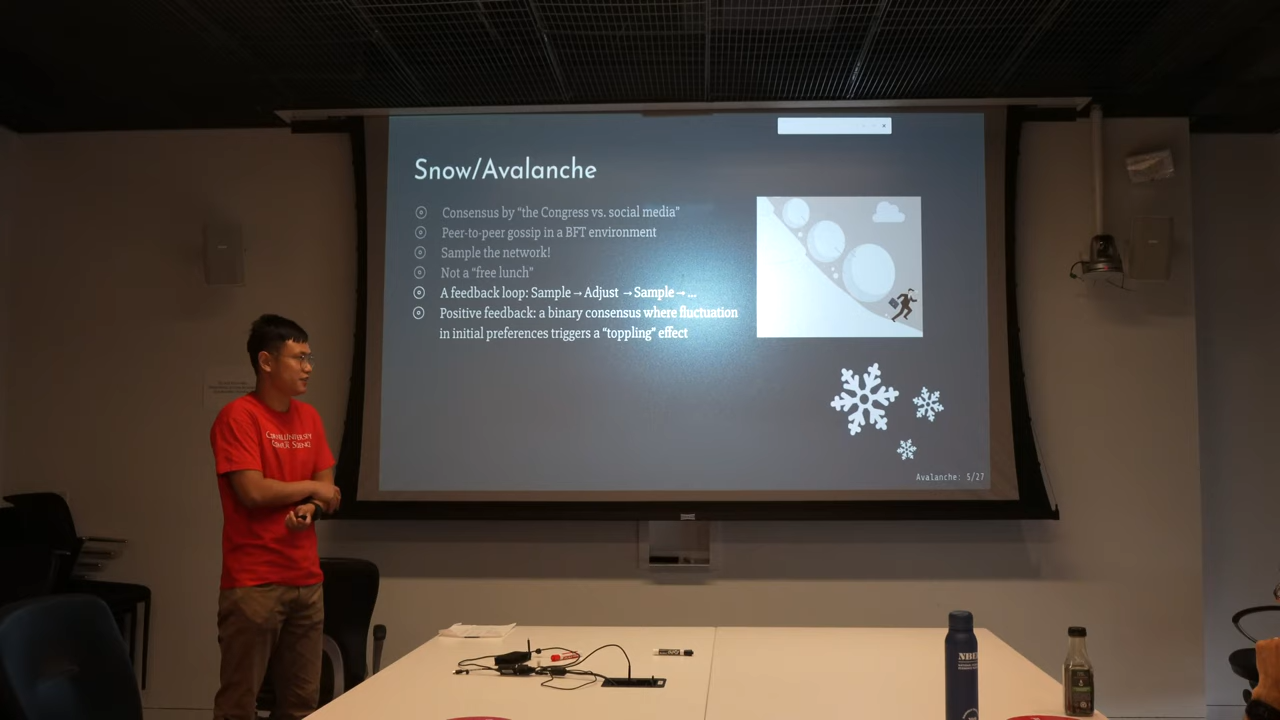 Snow/Avalanche
Consensus by “the Congress vs. social media”
Peer-to-peer gossip in a BFT environment
Sample the network!
Not a “free lunch”
A feedback loop: Sample→Adjust →Sample→...
Positive feedback: a binary consensus where fluctuation
in initial preferences triggers a “toppling” effect
Avalanche: 5/27
CORNELL UNIVERSITY